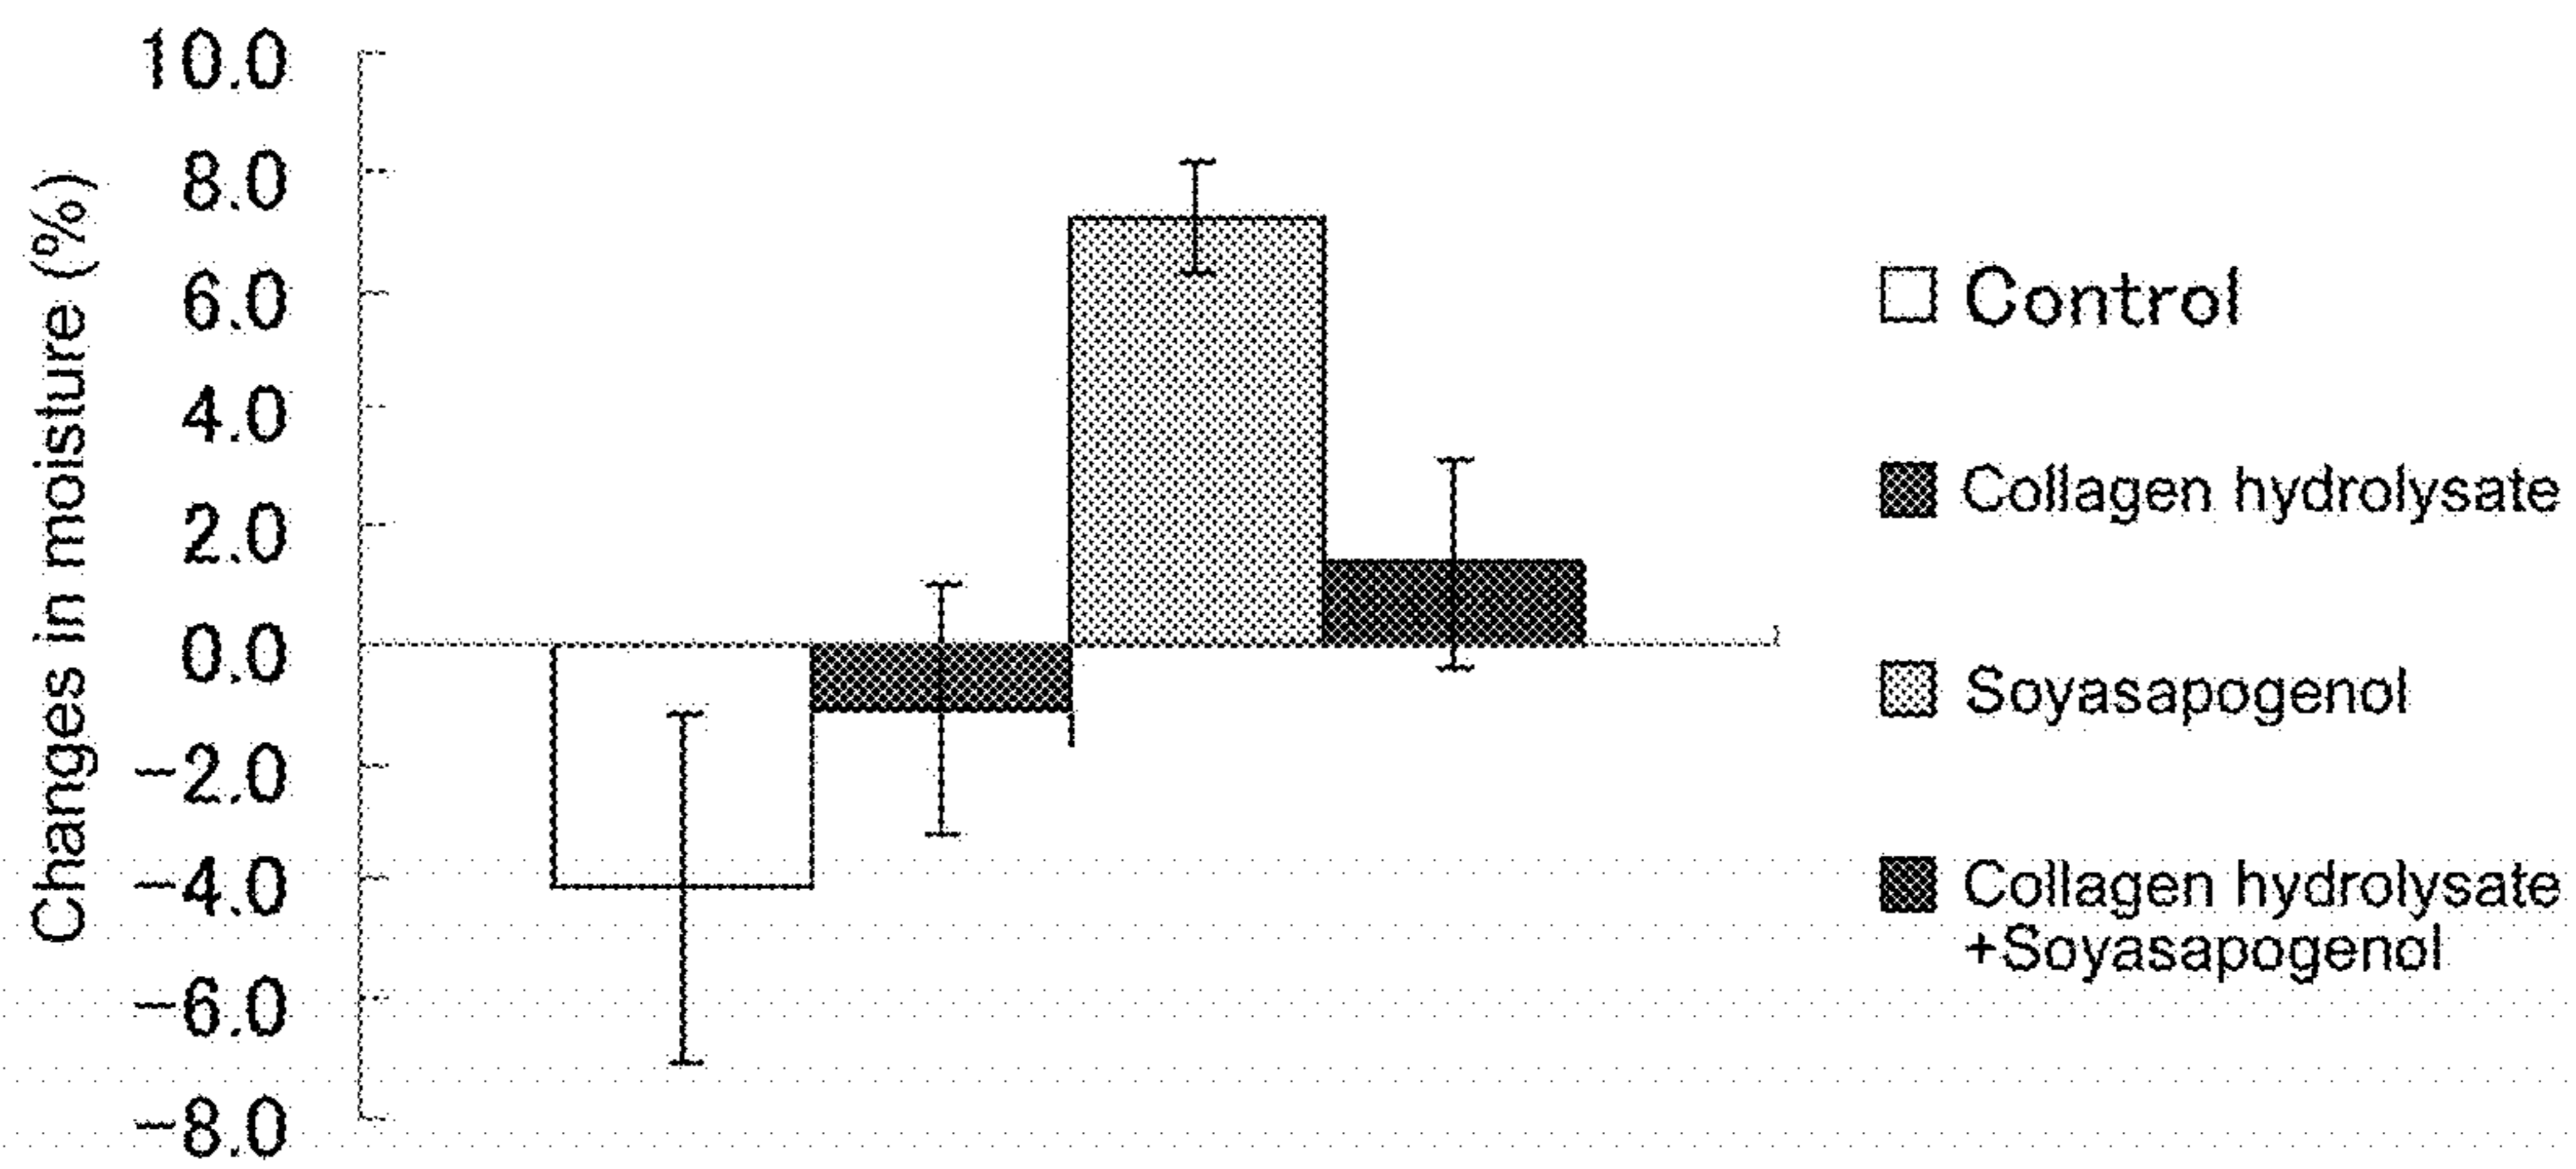 Changes in moisture (%)
10.0
8.0
6.0
4.0
2.0
0.0
−2.0
−4.0
−6.0
−8.0
Control
Collagen hydrolysate
Soyasapogenol
Collagen hydrolysate
+Soyasapogenol